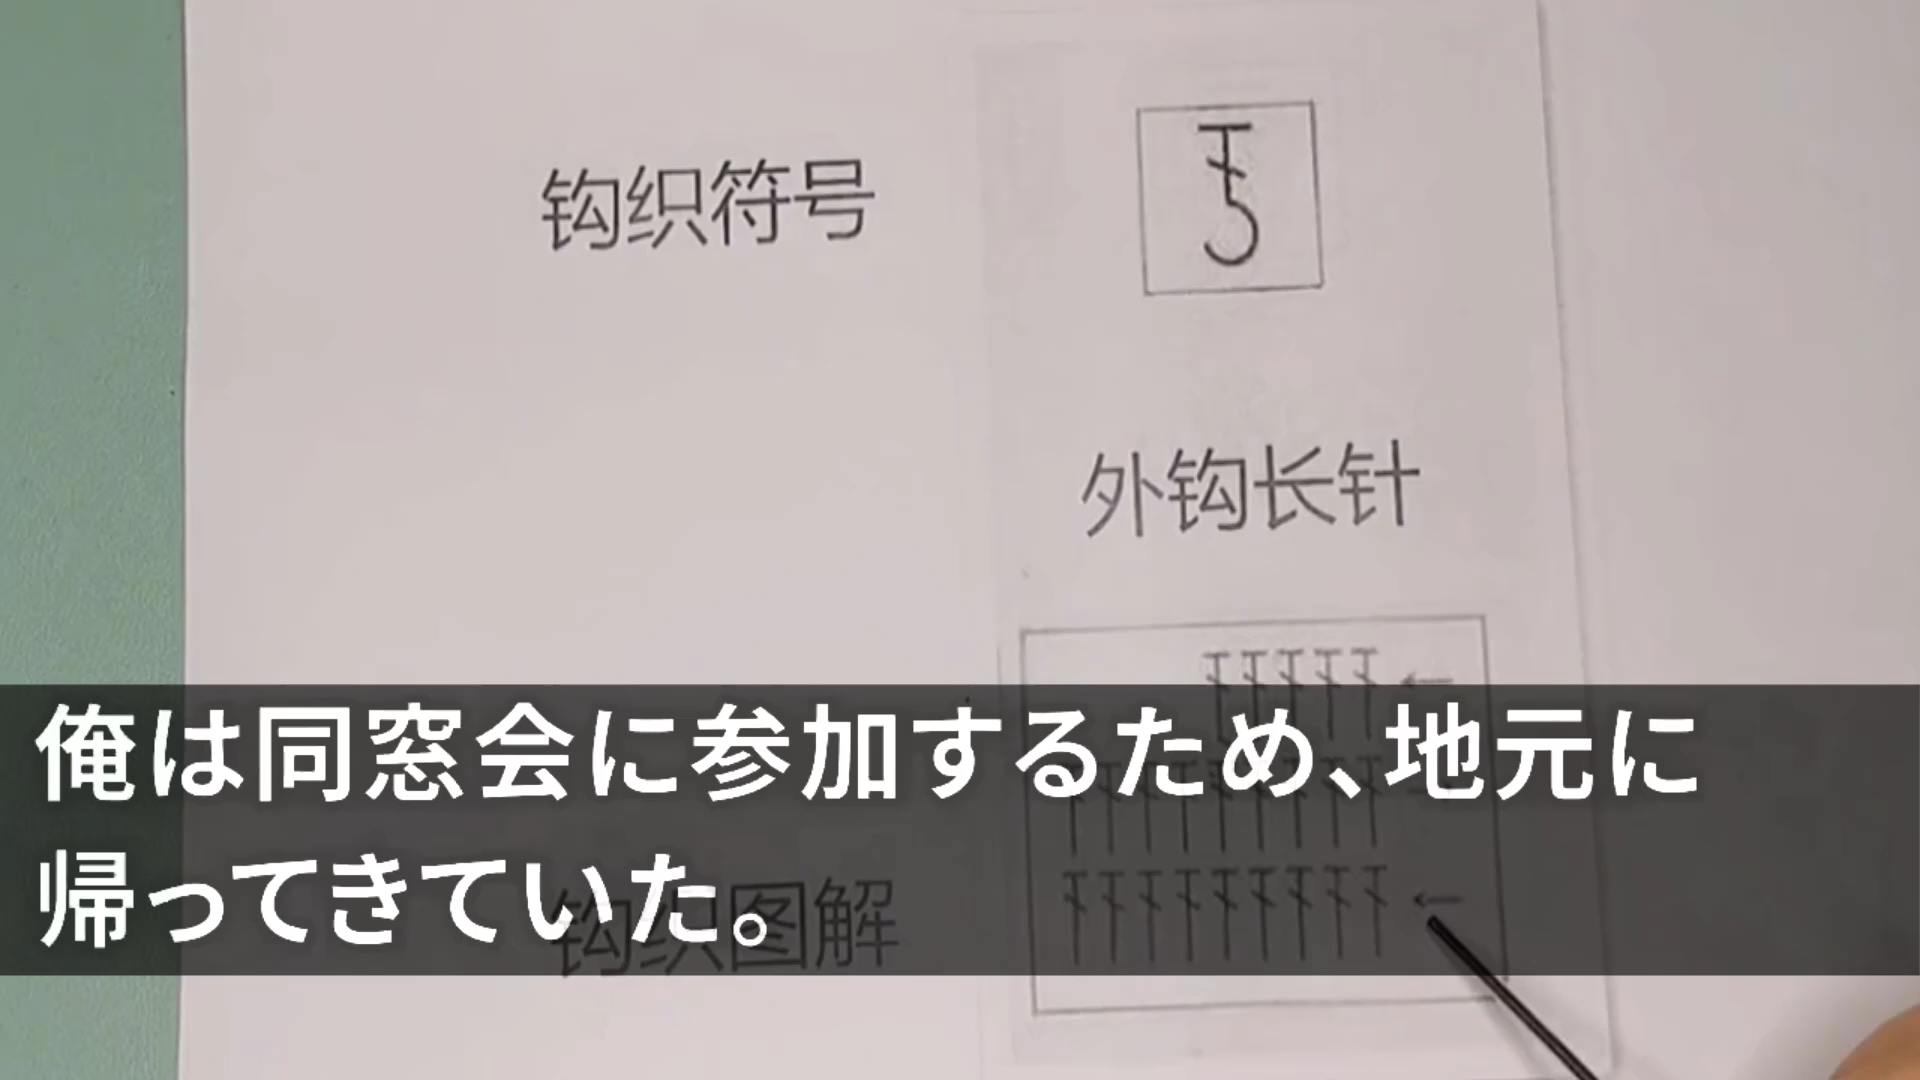 钩织符号
外钩长针
俺は同窓会に参加するため、地元に
帰ってきていた。
钩织图解